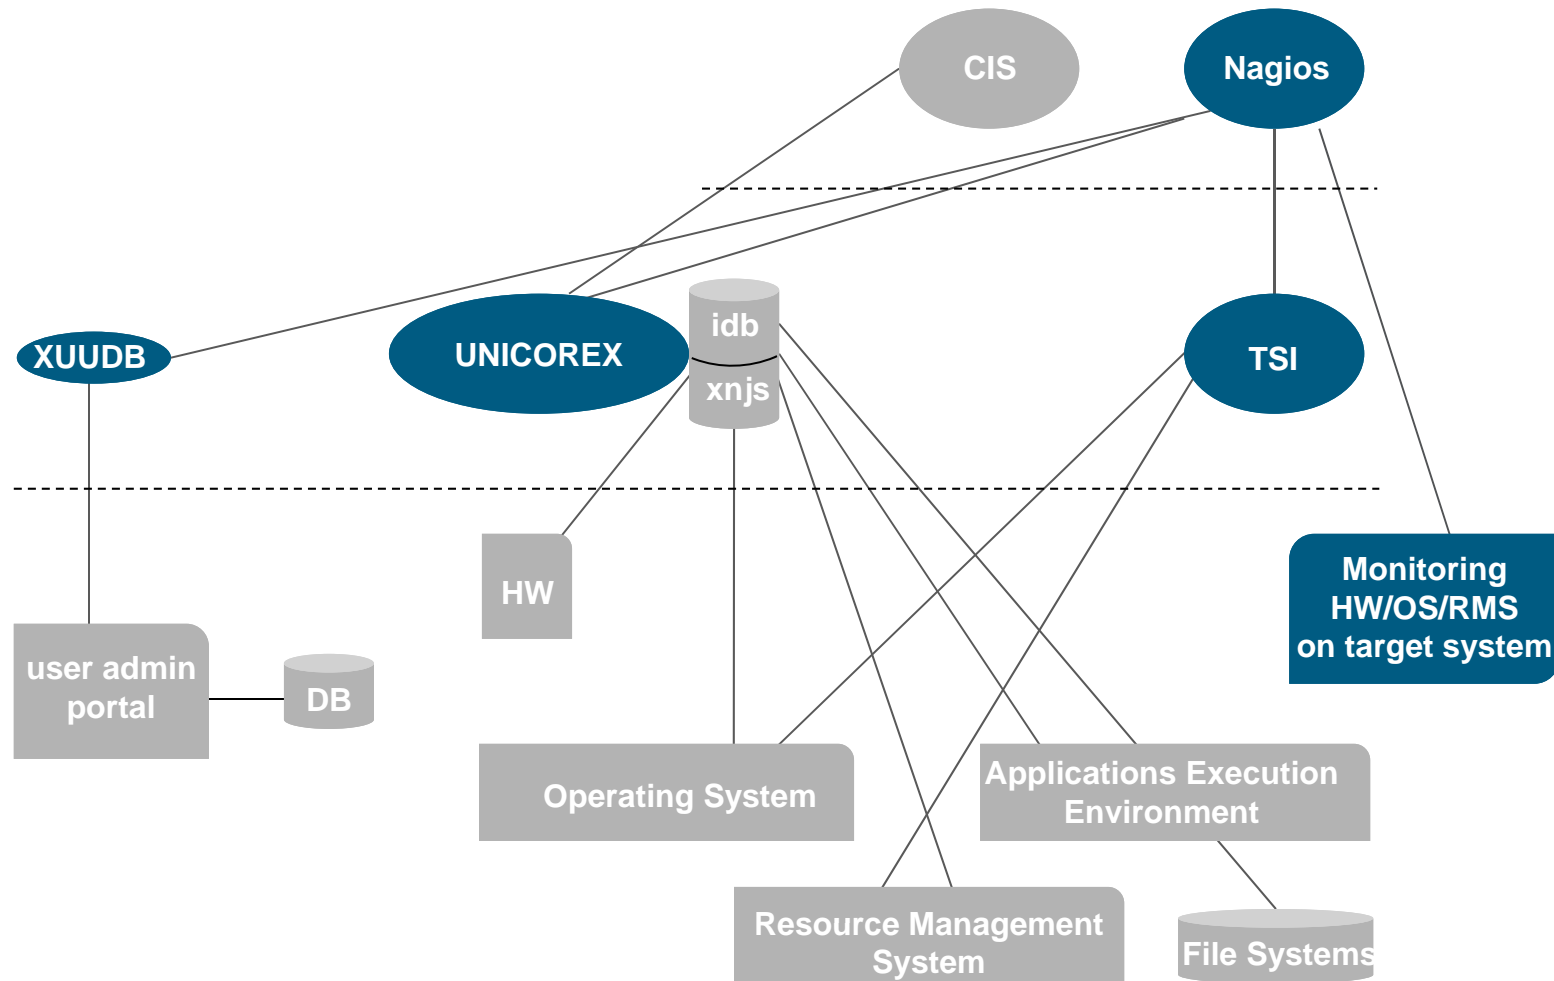 CIS
Nagios
XUUDB
UNICOREX
idb
xnjs
TSI
HW
Monitoring
HW/OS/RMS
on target system
user admin
portal
DB
Operating System
Applications Execution
Environment
Resource Management
System
File Systems